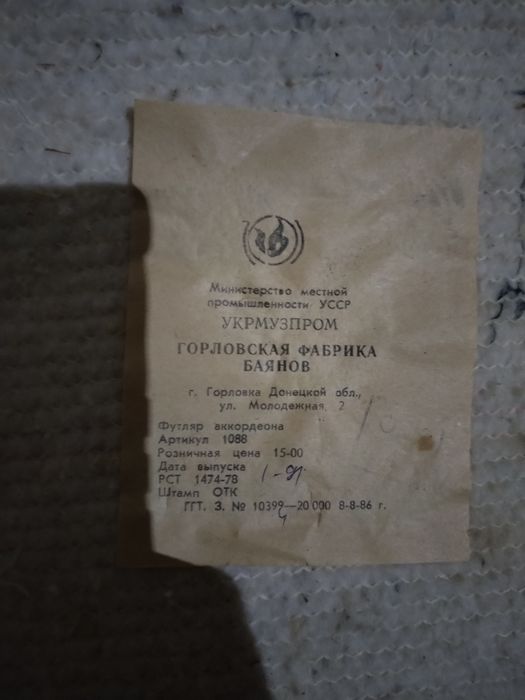 Министерство местной
промышленности УССР
УКРМУЗПРОМ
ГОРЛОВСКАЯ ФАБРИКА
БАЯНОВ
г. Горловка Донецкой обл.,
ул. Молодежная, 2
Футляр аккордеона
Артикул 1088
Розничная цена 15-00
Дата выпуска 1-91
РСТ 1474-78
Штамп ОТК
ГГТ. З. № 10399—20 000 8-8-86 г.